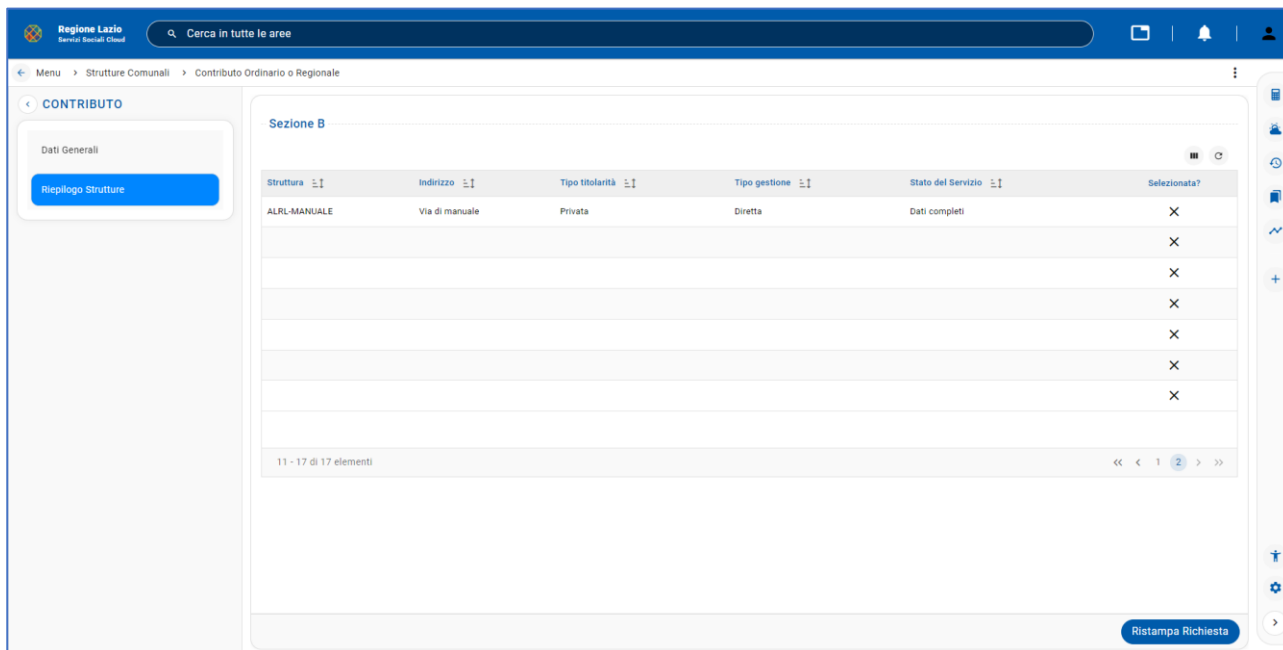 Regione Lazio
Servizi Sociali Cloud
Cerca in tutte le aree
Menu > Strutture Comunali > Contributo Ordinario o Regionale
CONTRIBUTO
Dati Generali
Riepilogo Strutture
Sezione B
Struttura Indirizzo Tipo titolarità Tipo gestione Stato del Servizio Selezionata?
ALRL-MANUALE Via di manuale Privata Diretta Dati completi
11 - 17 di 17 elementi
1 2
Ristampa Richiesta